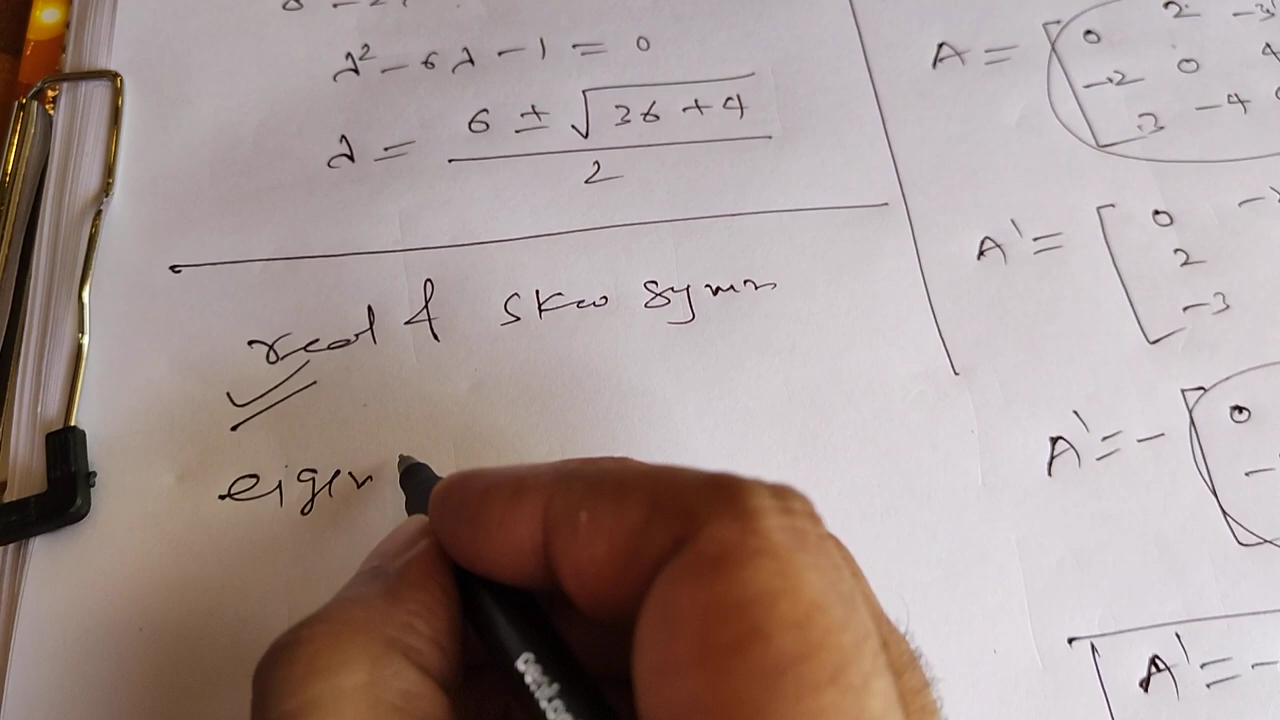 λ² - 6λ - 1 = 0
λ = (6 ± √(36 + 4)) / 2
real & skew symm
eigen
A = [ 0 2 -3
-2 0 4
3 -4
A' = [ 0
2
-3
A' = - [ 0
A' = -